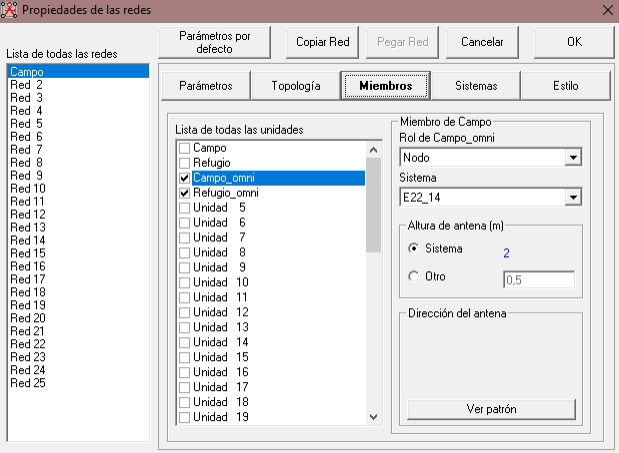 Propiedades de las redes
Parámetros por
defecto
Copiar Red
Pegar Red
Cancelar
OK
Lista de todas las redes
Campo
Red 2
Red 3
Red 4
Red 5
Red 6
Red 7
Red 8
Red 9
Red 10
Red 11
Red 12
Red 13
Red 14
Red 15
Red 16
Red 17
Red 18
Red 19
Red 20
Red 21
Red 22
Red 23
Red 24
Red 25
Parámetros
Topología
Miembros
Sistemas
Estilo
Lista de todas las unidades
Campo
Refugio
Campo_omni
Refugio_omni
Unidad 5
Unidad 6
Unidad 7
Unidad 8
Unidad 9
Unidad 10
Unidad 11
Unidad 12
Unidad 13
Unidad 14
Unidad 15
Unidad 16
Unidad 17
Unidad 18
Unidad 19
Miembro de Campo
Rol de Campo_omni
Nodo
Sistema
E22_14
Altura de antena (m)
Sistema 2
Otro 0,5
Dirección del antena
Ver patrón